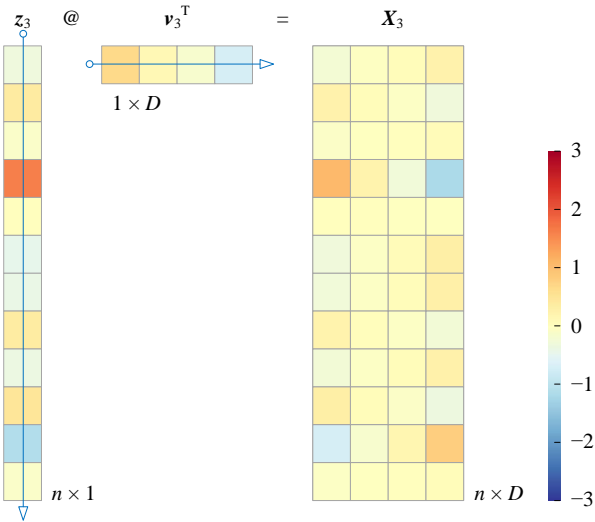 z₃ @ v₃ᵀ = X₃
1 × D
3
2
1
0
−1
−2
−3
n × 1
n × D